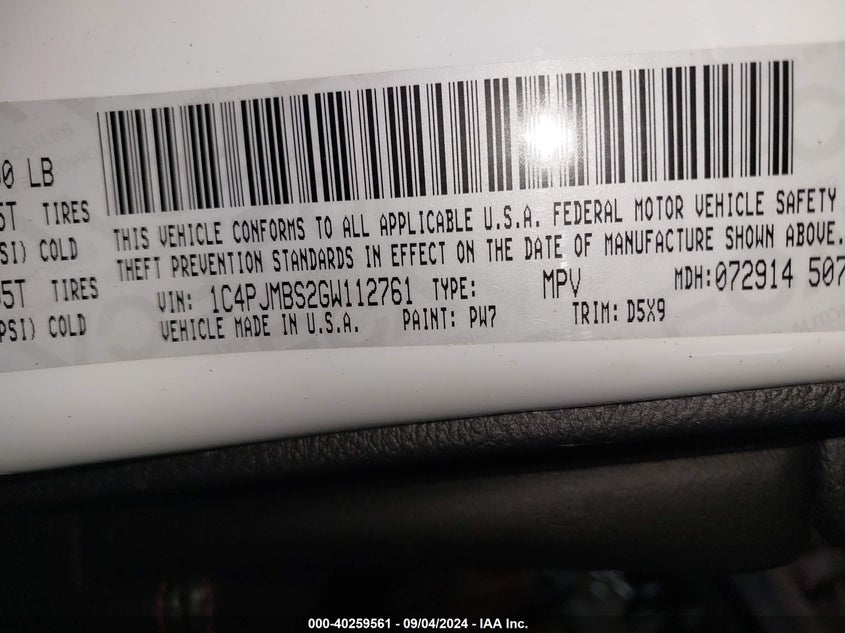 00 LB
5T TIRES
SI) COLD
5T TIRES
PSI) COLD
THIS VEHICLE CONFORMS TO ALL APPLICABLE U.S.A. FEDERAL MOTOR VEHICLE SAFETY
THEFT PREVENTION STANDARDS IN EFFECT ON THE DATE OF MANUFACTURE SHOWN ABOVE.
VIN: 1C4PJMBS2GW112761 TYPE: MPV MDH:072914 507
VEHICLE MADE IN U.S.A. PAINT: PW7 TRIM: D5X9
000-40259561 - 09/04/2024 - IAA Inc.